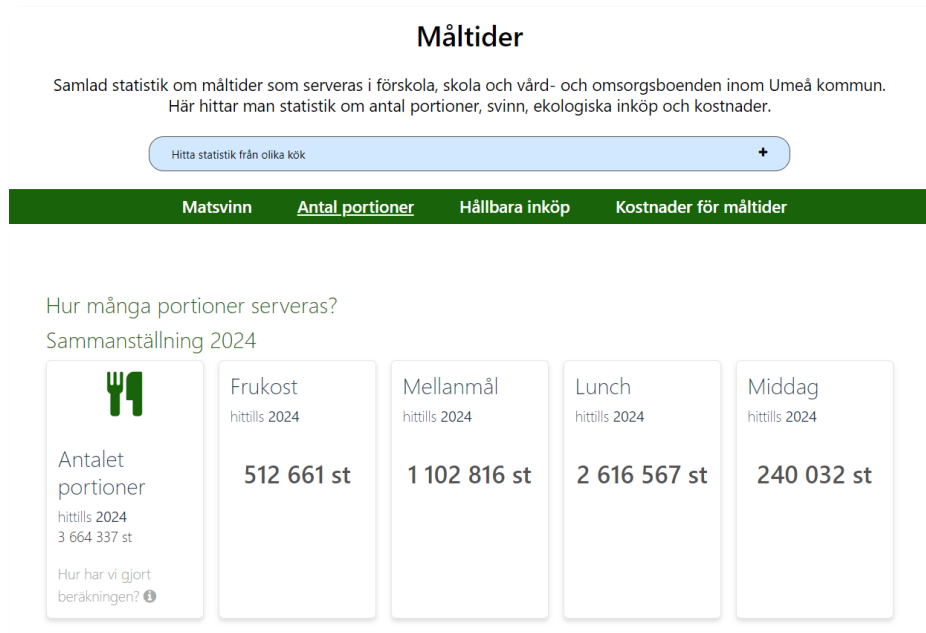 Måltider
Samlad statistik om måltider som serveras i förskola, skola och vård- och omsorgsboenden inom Umeå kommun.
Här hittar man statistik om antal portioner, svinn, ekologiska inköp och kostnader.
Hitta statistik från olika kök +
Matsvinn Antal portioner Hållbara inköp Kostnader för måltider
Hur många portioner serveras?
Sammanställning 2024
Antalet
portioner
hittills 2024
3 664 337 st
Hur har vi gjort
beräkningen?
Frukost
hittills 2024
512 661 st
Mellanmål
hittills 2024
1 102 816 st
Lunch
hittills 2024
2 616 567 st
Middag
hittills 2024
240 032 st